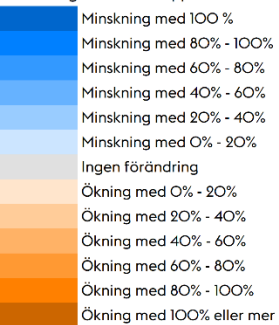 Minskning med 100 %
Minskning med 80% - 100%
Minskning med 60% - 80%
Minskning med 40% - 60%
Minskning med 20% - 40%
Minskning med 0% - 20%
Ingen förändring
Ökning med 0% - 20%
Ökning med 20% - 40%
Ökning med 40% - 60%
Ökning med 60% - 80%
Ökning med 80% - 100%
Ökning med 100% eller mer